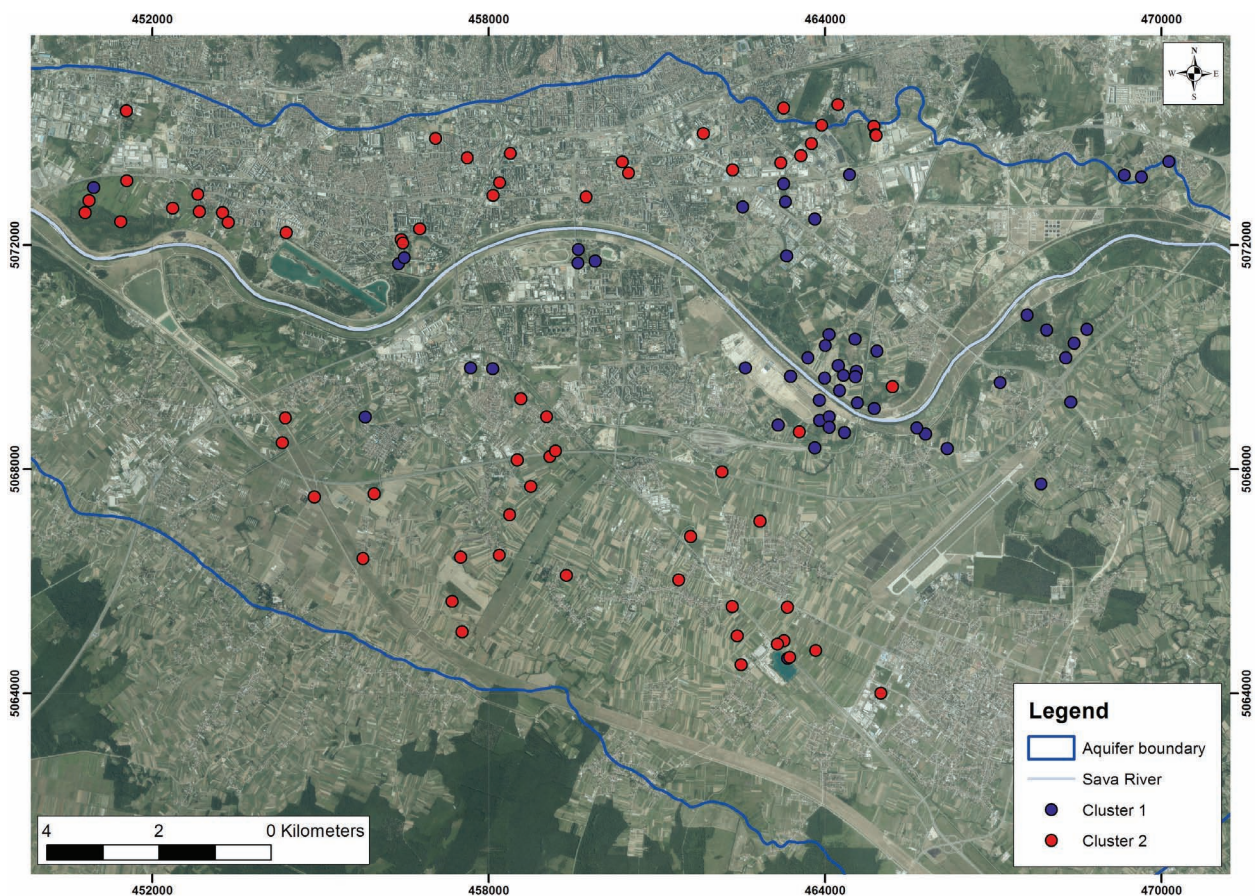 452000 458000 464000 470000
N
W E
S
5072000 5072000
5068000 5068000
5064000 5064000
Legend
Aquifer boundary
Sava River
Cluster 1
Cluster 2
4 2 0 Kilometers
452000 458000 464000 470000